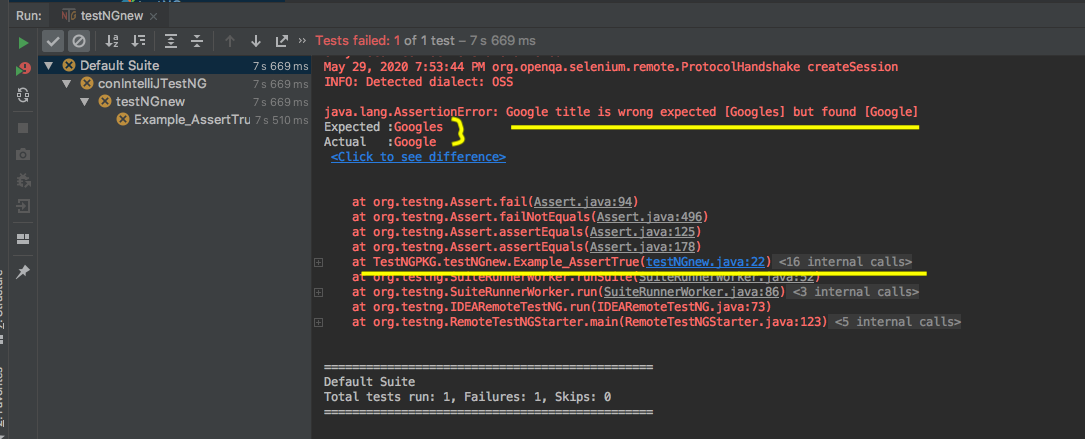 Run: testNGnew ×
Tests failed: 1 of 1 test – 7 s 669 ms
Default Suite 7 s 669 ms
conIntelliJTestNG 7 s 669 ms
testNGnew 7 s 669 ms
Example_AssertTru 7 s 510 ms
May 29, 2020 7:53:44 PM org.openqa.selenium.remote.ProtocolHandshake createSession
INFO: Detected dialect: OSS
java.lang.AssertionError: Google title is wrong expected [Googles] but found [Google]
Expected :Googles
Actual :Google
<Click to see difference>
at org.testng.Assert.fail(Assert.java:94)
at org.testng.Assert.failNotEquals(Assert.java:496)
at org.testng.Assert.assertEquals(Assert.java:125)
at org.testng.Assert.assertEquals(Assert.java:178)
at TestNGPKG.testNGnew.Example_AssertTrue(testNGnew.java:22) <16 internal calls>
at org.testng.SuiteRunnerWorker.runSuite(SuiteRunnerWorker.java:52)
at org.testng.SuiteRunnerWorker.run(SuiteRunnerWorker.java:86) <3 internal calls>
at org.testng.IDEARemoteTestNG.run(IDEARemoteTestNG.java:73)
at org.testng.RemoteTestNGStarter.main(RemoteTestNGStarter.java:123) <5 internal calls>
===============================================
Default Suite
Total tests run: 1, Failures: 1, Skips: 0
===============================================